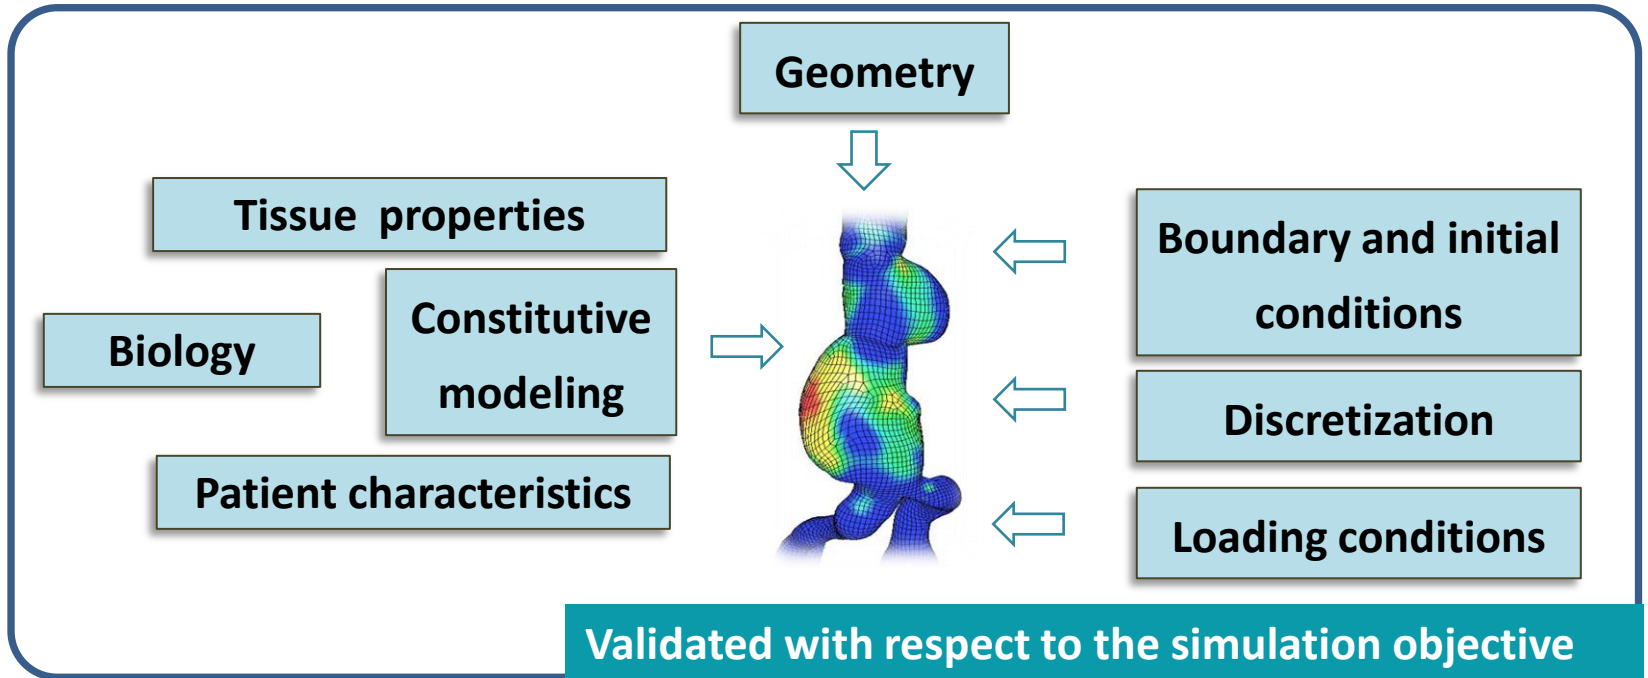 Geometry
Tissue properties
Biology
Constitutive
modeling
Patient characteristics
Boundary and initial
conditions
Discretization
Loading conditions
Validated with respect to the simulation objective